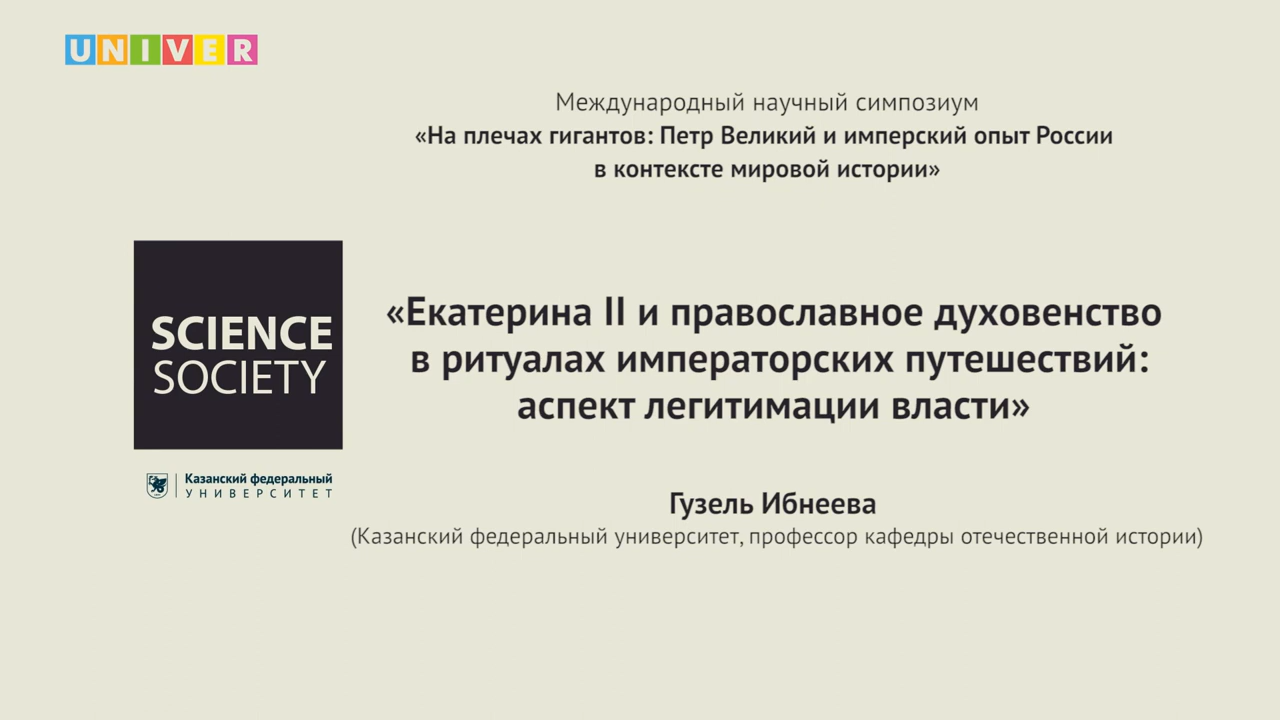 UNIVER
Международный научный симпозиум
«На плечах гигантов: Петр Великий и имперский опыт России
в контексте мировой истории»
SCIENCE
SOCIETY
Казанский федеральный
УНИВЕРСИТЕТ
«Екатерина II и православное духовенство
в ритуалах императорских путешествий:
аспект легитимации власти»
Гузель Ибнеева
(Казанский федеральный университет, профессор кафедры отечественной истории)